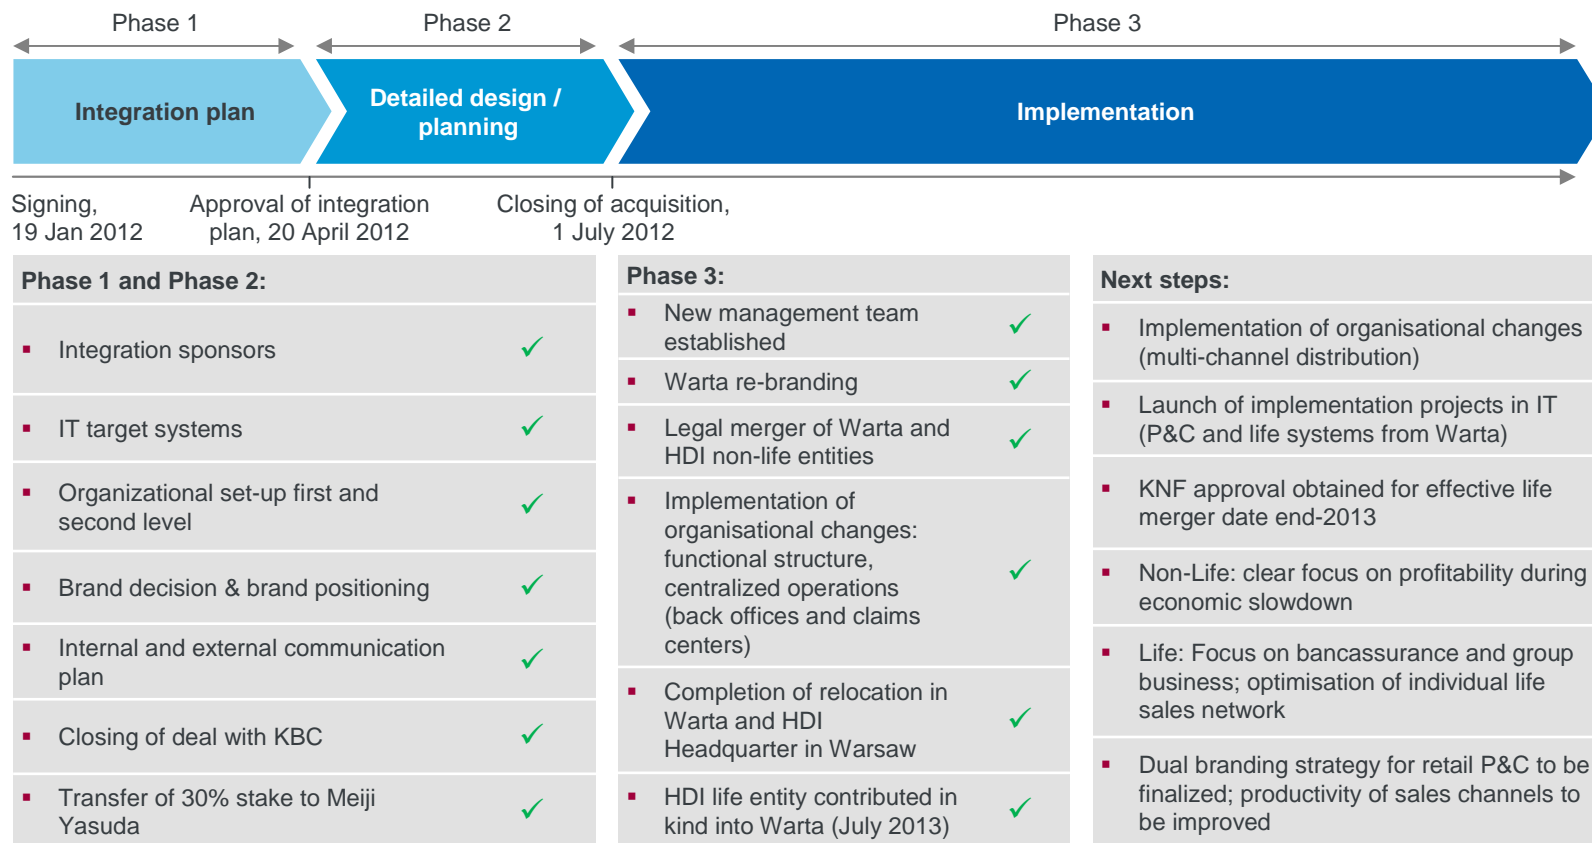 Phase 1
Phase 2
Phase 3
Integration plan
Detailed design /
planning
Implementation
Signing,
19 Jan 2012
Approval of integration
plan, 20 April 2012
Closing of acquisition,
1 July 2012
Phase 1 and Phase 2:
▪ Integration sponsors ✓
▪ IT target systems ✓
▪ Organizational set-up first and
second level ✓
▪ Brand decision & brand positioning ✓
▪ Internal and external communication
plan ✓
▪ Closing of deal with KBC ✓
▪ Transfer of 30% stake to Meiji
Yasuda ✓
Phase 3:
▪ New management team
established ✓
▪ Warta re-branding ✓
▪ Legal merger of Warta and
HDI non-life entities ✓
▪ Implementation of
organisational changes:
functional structure,
centralized operations
(back offices and claims
centers) ✓
▪ Completion of relocation in
Warta and HDI
Headquarter in Warsaw ✓
▪ HDI life entity contributed in
kind into Warta (July 2013) ✓
Next steps:
▪ Implementation of organisational changes
(multi-channel distribution)
▪ Launch of implementation projects in IT
(P&C and life systems from Warta)
▪ KNF approval obtained for effective life
merger date end-2013
▪ Non-Life: clear focus on profitability during
economic slowdown
▪ Life: Focus on bancassurance and group
business; optimisation of individual life
sales network
▪ Dual branding strategy for retail P&C to be
finalized; productivity of sales channels to
be improved